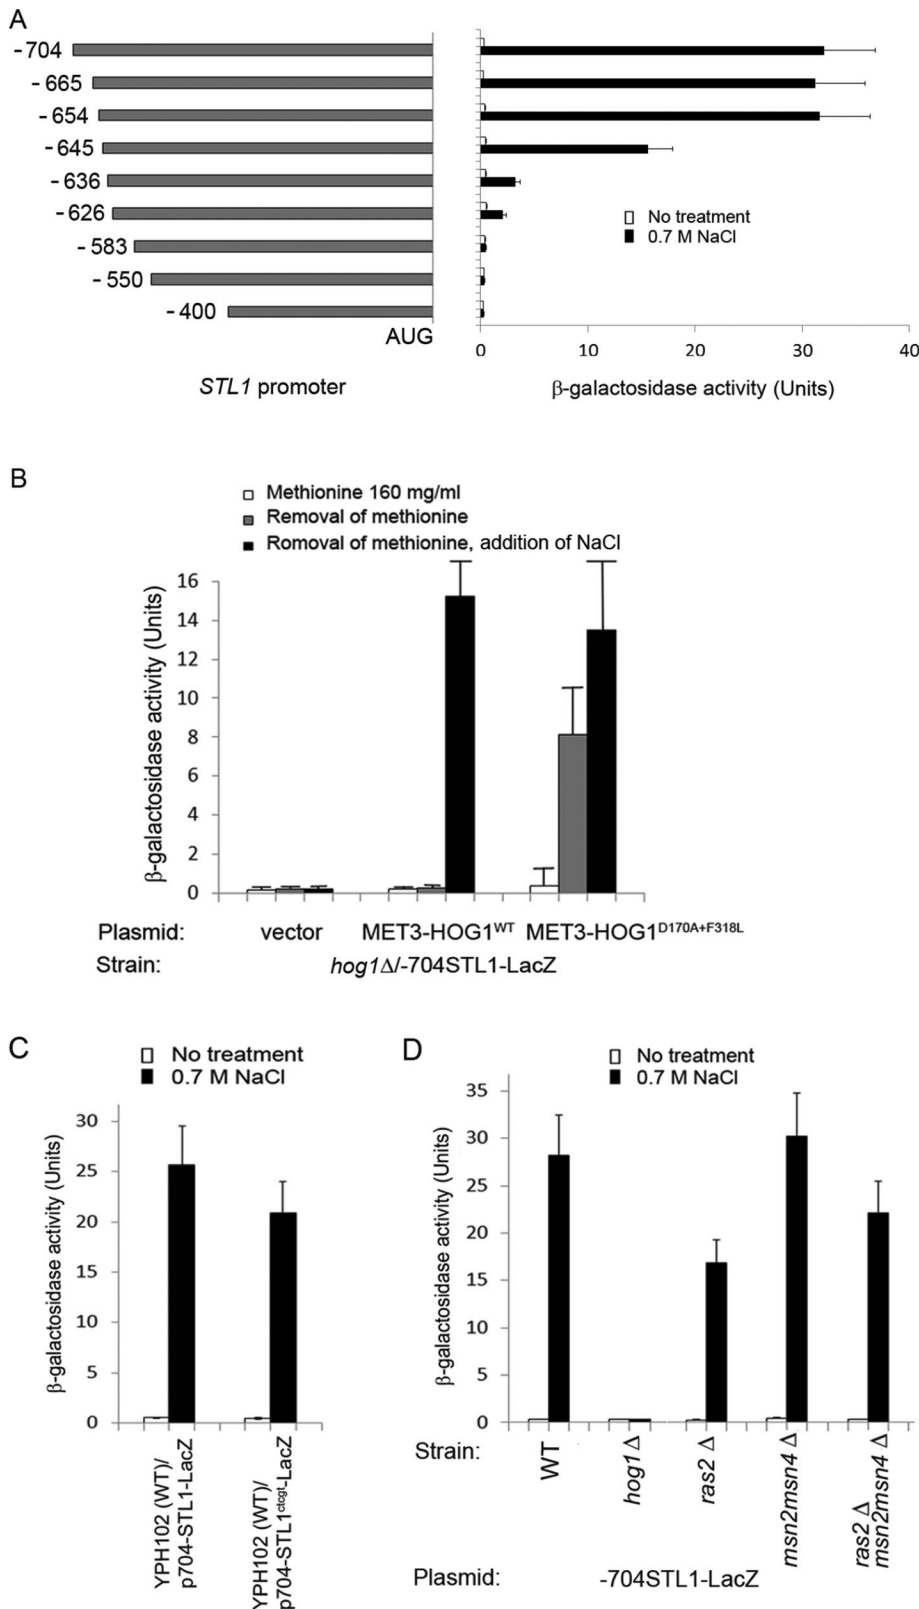 A
-704
-665
-654
-645
-636
-626
-583
-550
-400
AUG
STL1 promoter
No treatment
0.7 M NaCl
0 10 20 30 40
β-galactosidase activity (Units)
B
Methionine 160 mg/ml
Removal of methionine
Romoval of methionine, addition of NaCl
β-galactosidase activity (Units)
16
14
12
10
8
6
4
2
0
Plasmid: vector MET3-HOG1WT MET3-HOG1D170A+F318L
Strain: hog1Δ/-704STL1-LacZ
C
No treatment
0.7 M NaCl
β-galactosidase activity (Units)
30
25
20
15
10
5
0
YPH102 (WT)/
p704-STL1-LacZ
YPH102 (WT)/
p704-STL1ctogt-LacZ
D
No treatment
0.7 M NaCl
β-galactosidase activity (Units)
35
30
25
20
15
10
5
0
Strain: WT hog1 Δ ras2 Δ msn2msn4 Δ ras2 Δ
msn2msn4 Δ
Plasmid: -704STL1-LacZ